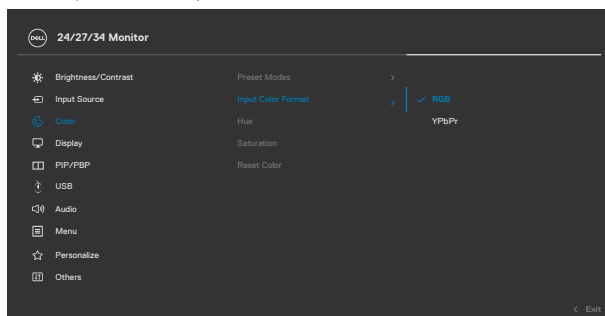 DELL
24/27/34 Monitor
Brightness/Contrast
Preset Modes
Input Source
Input Color Format
RGB
Color
Hue
YPbPr
Display
Saturation
PIP/PBP
Reset Color
USB
Audio
Menu
Personalize
Others
Exit